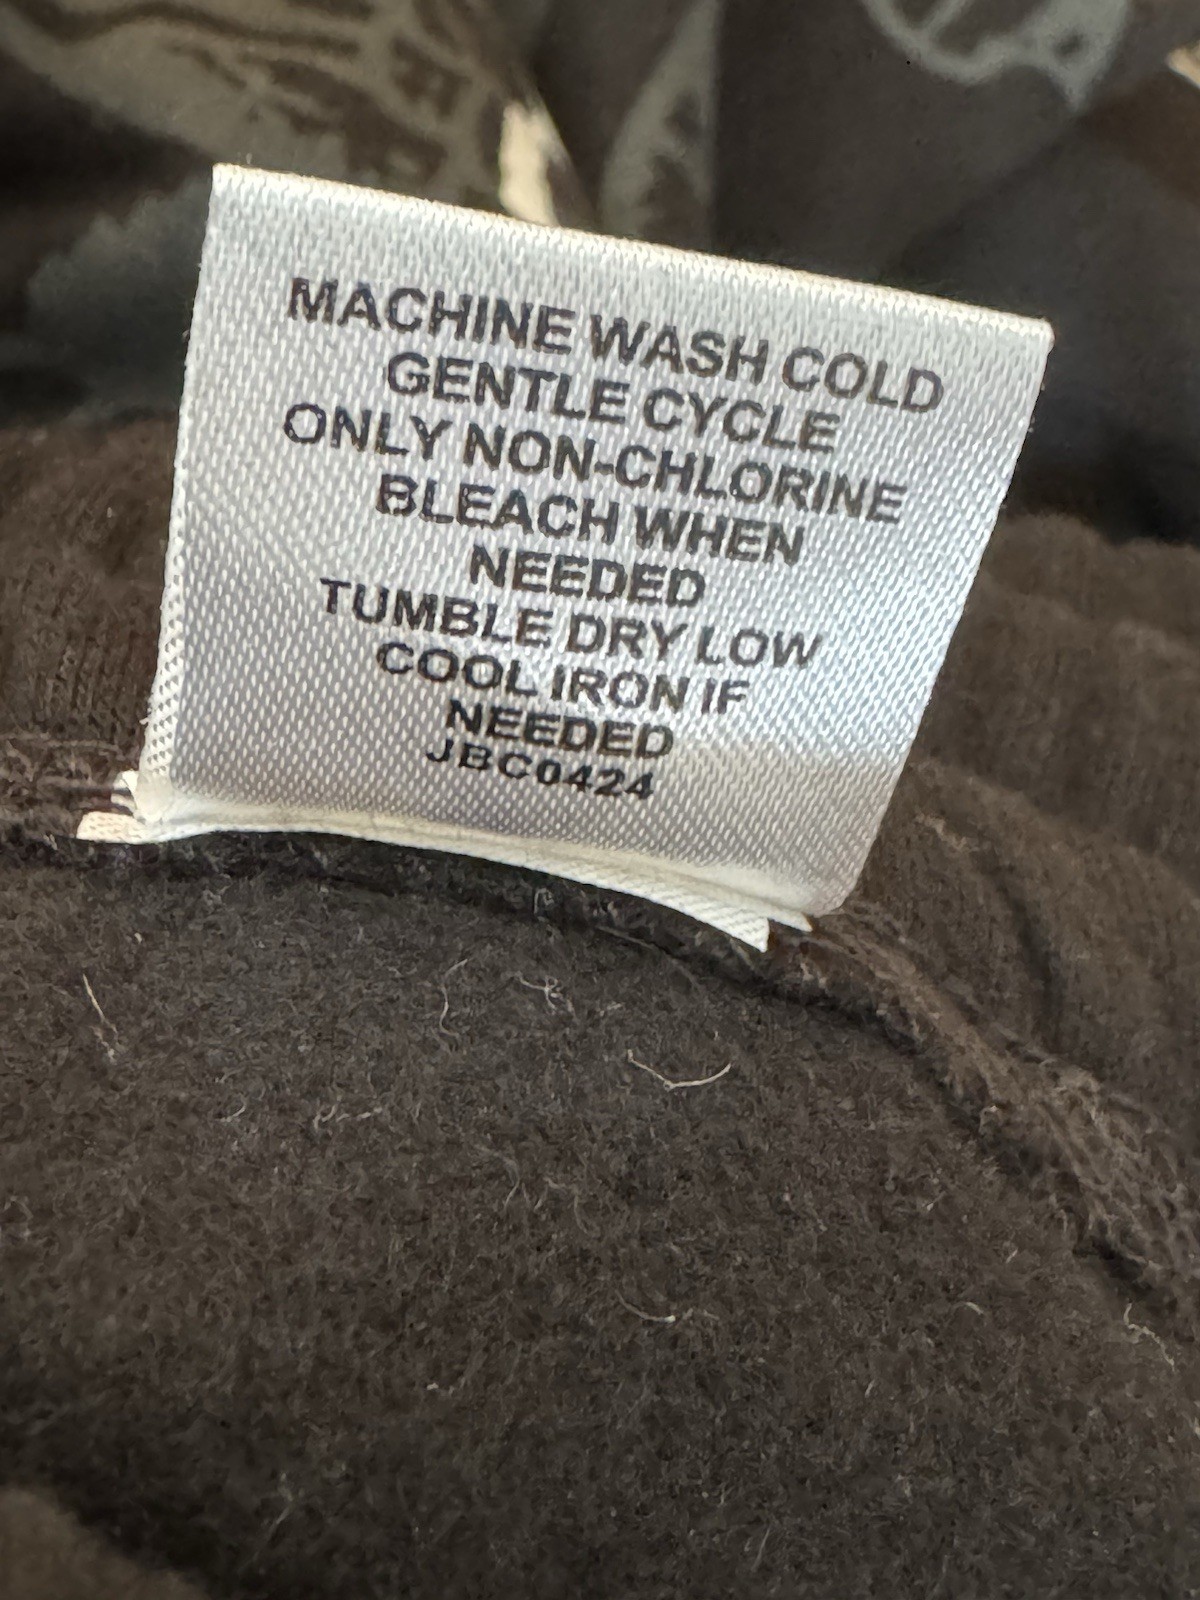 MACHINE WASH COLD
GENTLE CYCLE
ONLY NON-CHLORINE
BLEACH WHEN
NEEDED
TUMBLE DRY LOW
COOL IRON IF
NEEDED
JBC0424